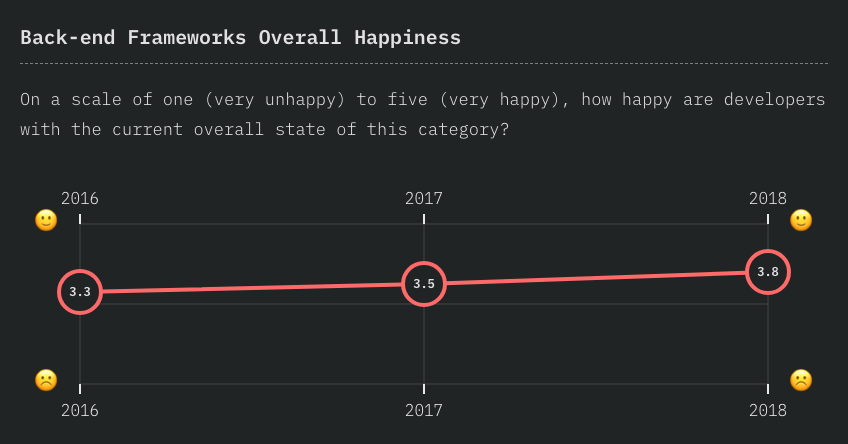 Back-end Frameworks Overall Happiness
On a scale of one (very unhappy) to five (very happy), how happy are developers
with the current overall state of this category?
2016 2017 2018
3.3 3.5 3.8
2016 2017 2018